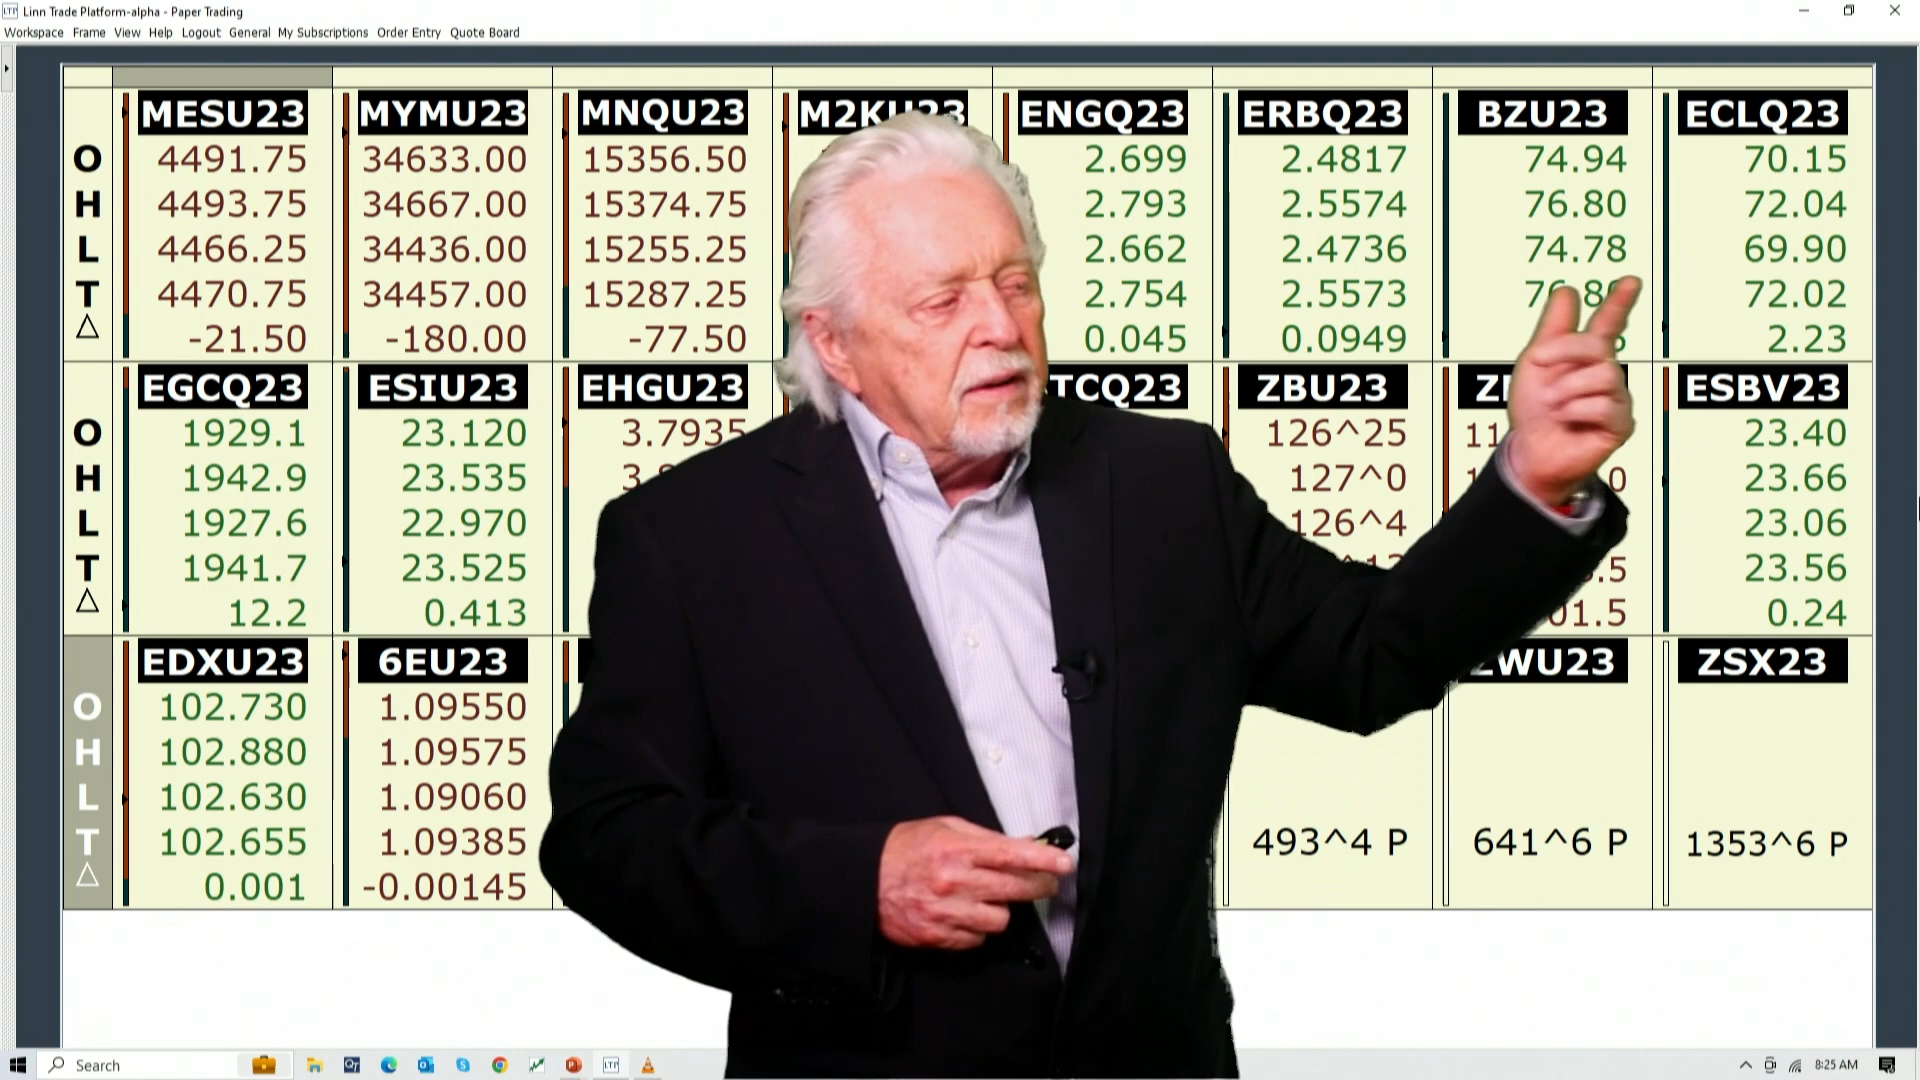 LTP Linn Trade Platform-alpha - Paper Trading
Workspace Frame View Help Logout General My Subscriptions Order Entry Quote Board
MESU23 MYMU23 MNQU23 M2KU23 ENGQ23 ERBQ23 BZU23 ECLQ23
O 4491.75 34633.00 15356.50 2.699 2.4817 74.94 70.15
H 4493.75 34667.00 15374.75 2.793 2.5574 76.80 72.04
L 4466.25 34436.00 15255.25 2.662 2.4736 74.78 69.90
T 4470.75 34457.00 15287.25 2.754 2.5573 72.02
△ -21.50 -180.00 -77.50 0.045 0.0949 2.23
EGCQ23 ESIU23 EHGU23 TCQ23 ZBU23 ESBV23
O 1929.1 23.120 3.7935 126^25 23.40
H 1942.9 23.535 127^0 23.66
L 1927.6 22.970 126^4 23.06
T 1941.7 23.525 23.56
△ 12.2 0.413 0.24
EDXU23 6EU23 ZWU23 ZSX23
O 102.730 1.09550
H 102.880 1.09575
L 102.630 1.09060
T 102.655 1.09385 493^4 P 641^6 P 1353^6 P
△ 0.001 -0.00145
Search LTP 8:25 AM